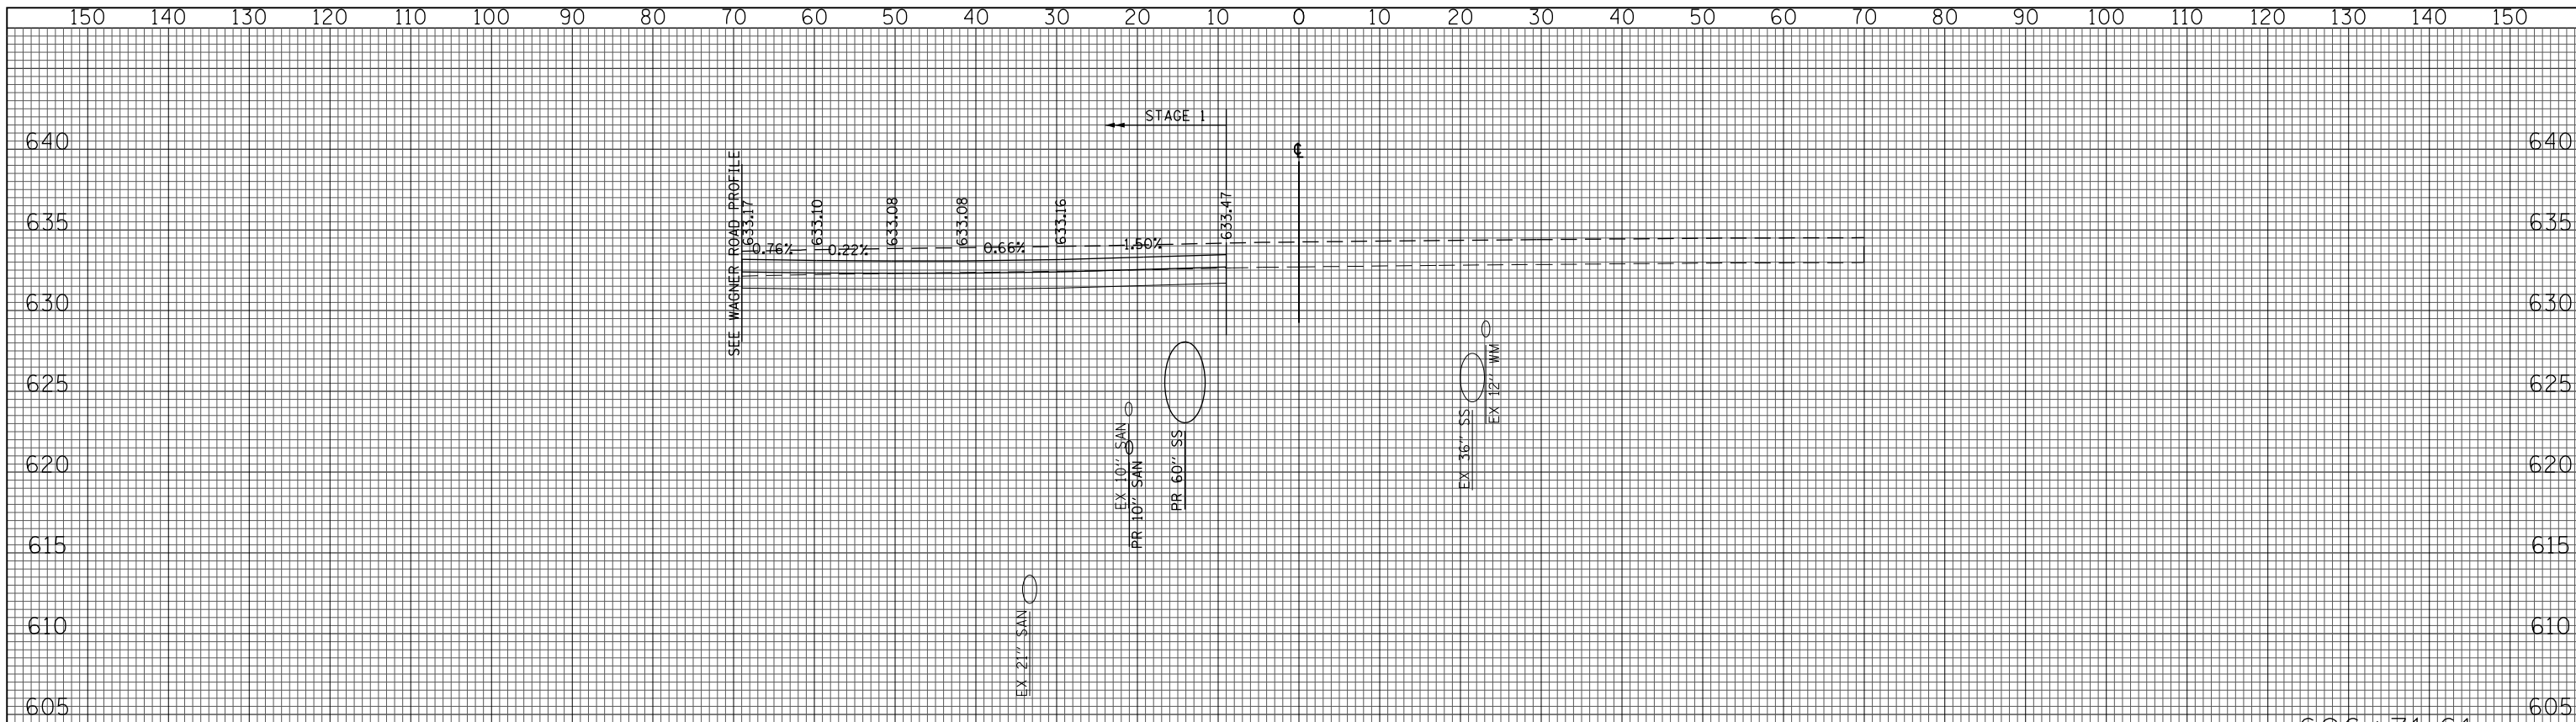 150 140 130 120 110 100 90 80 70 60 50 40 30 20 10 0 10 20 30 40 50 60 70 80 90 100 110 120 130 140 150
STAGE 1
640 ℄ 640
SEE WAGNER ROAD PROFILE
635 633.17 633.10 633.08 633.08 633.16 633.47 635
0.76% 0.22% 0.66% 1.50%
630 630
625 625
EX 12" WM
EX 36" SS
620 620
EX 10" SAN
PR 10" SAN
PR 60" SS
615 615
610 610
EX 21" SAN
605 605